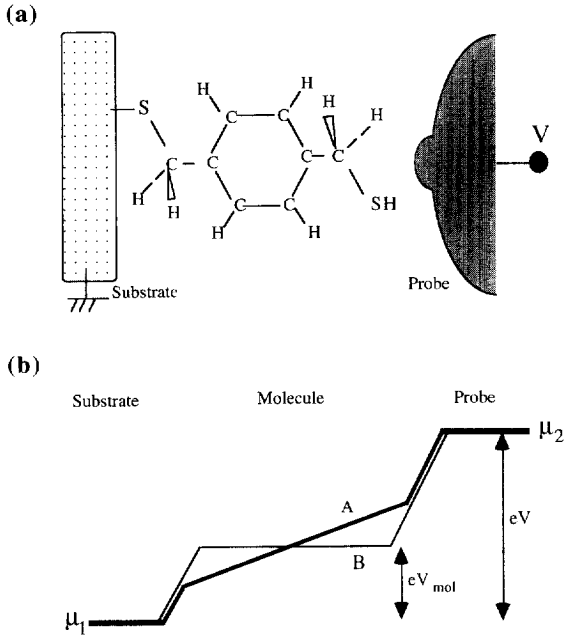 (a)
H
H
C
C
H
H
S
V
C
C
C
C
H
H
C
C
SH
H
H
Substrate
Probe
(b)
Substrate Molecule Probe
μ2
A
eV
B
eVmol
μ1